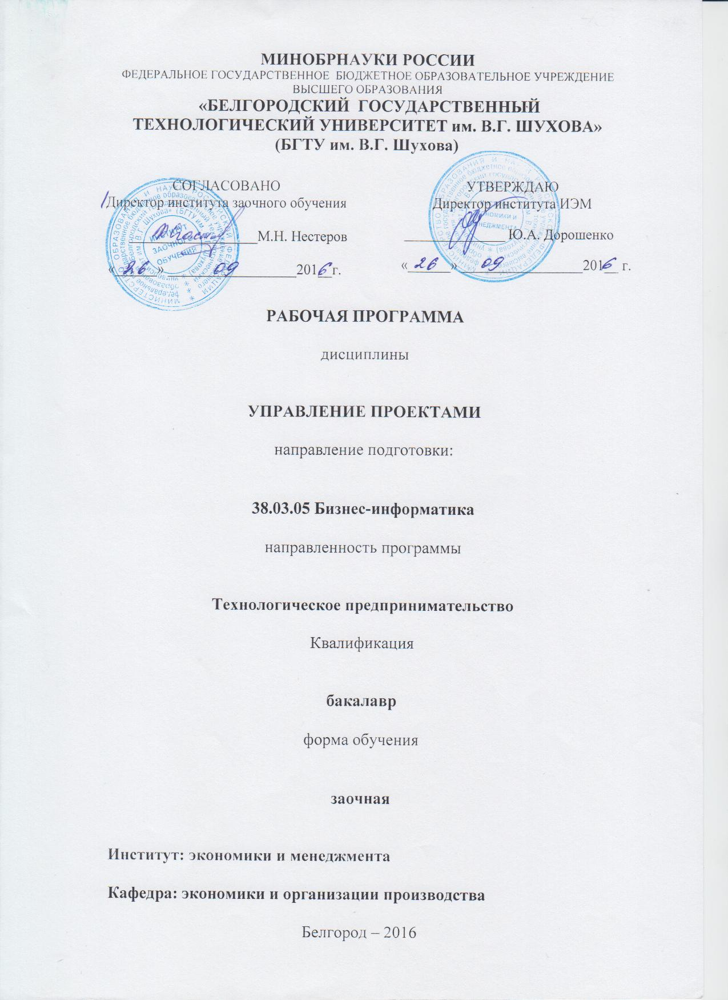 МИНОБРНАУКИ РОССИИ
ФЕДЕРАЛЬНОЕ ГОСУДАРСТВЕННОЕ БЮДЖЕТНОЕ ОБРАЗОВАТЕЛЬНОЕ УЧРЕЖДЕНИЕ
ВЫСШЕГО ОБРАЗОВАНИЯ
«БЕЛГОРОДСКИЙ ГОСУДАРСТВЕННЫЙ
ТЕХНОЛОГИЧЕСКИЙ УНИВЕРСИТЕТ им. В.Г. ШУХОВА»
(БГТУ им. В.Г. Шухова)
СОГЛАСОВАНО
Директор института заочного обучения
М.Н. Нестеров
«26» 09 2016 г.
ИНСТИТУТ
ЗАОЧНОГО
ОБУЧЕНИЯ
УТВЕРЖДАЮ
Директор института ИЭМ
Ю.А. Дорошенко
«26» 09 2016 г.
РАБОЧАЯ ПРОГРАММА
дисциплины
УПРАВЛЕНИЕ ПРОЕКТАМИ
направление подготовки:
38.03.05 Бизнес-информатика
направленность программы
Технологическое предпринимательство
Квалификация
бакалавр
форма обучения
заочная
Институт: экономики и менеджмента
Кафедра: экономики и организации производства
Белгород – 2016